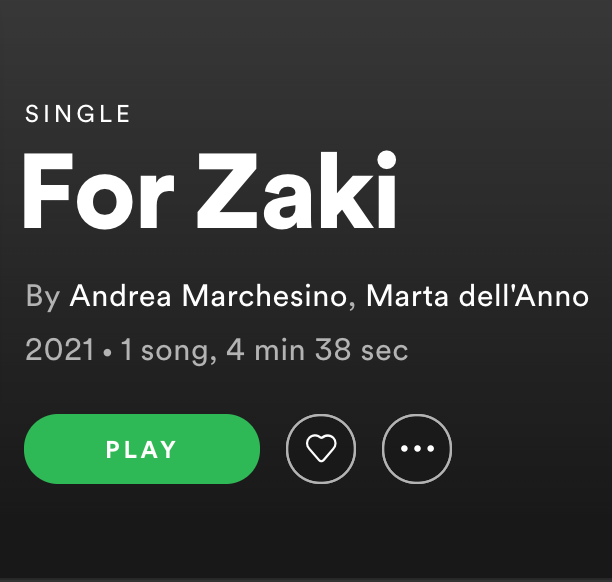 SINGLE
For Zaki
By Andrea Marchesino, Marta dell'Anno
2021 • 1 song, 4 min 38 sec
PLAY